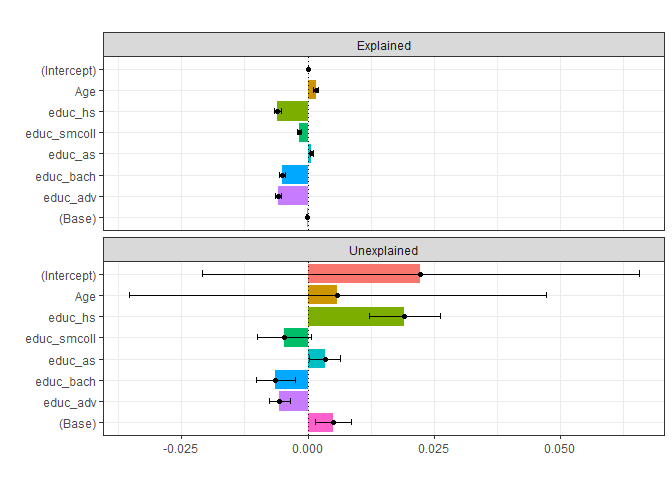 Explained
(Intercept)
Age
educ_hs
educ_smcoll
educ_as
educ_bach
educ_adv
(Base)
Unexplained
(Intercept)
Age
educ_hs
educ_smcoll
educ_as
educ_bach
educ_adv
(Base)
-0.025 0.000 0.025 0.050